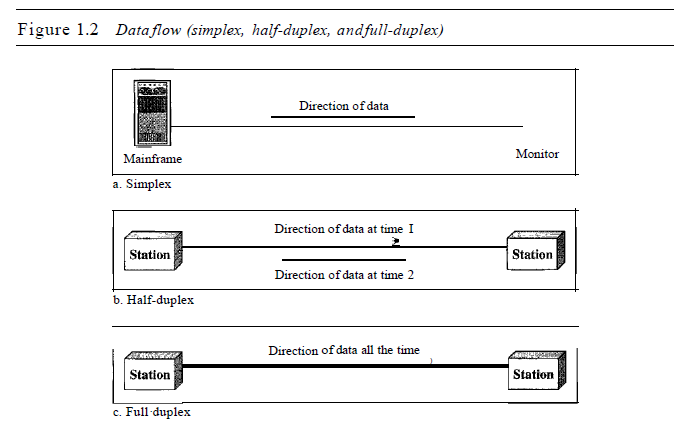 Figure 1.2 Dataflow (simplex, half-duplex, andfull-duplex)
Direction of data
Mainframe
Monitor
a. Simplex
Direction of data at time I
Station
Station
Direction of data at time 2
b. Half-duplex
Direction of data all the time
Station
Station
c. Full·duplex